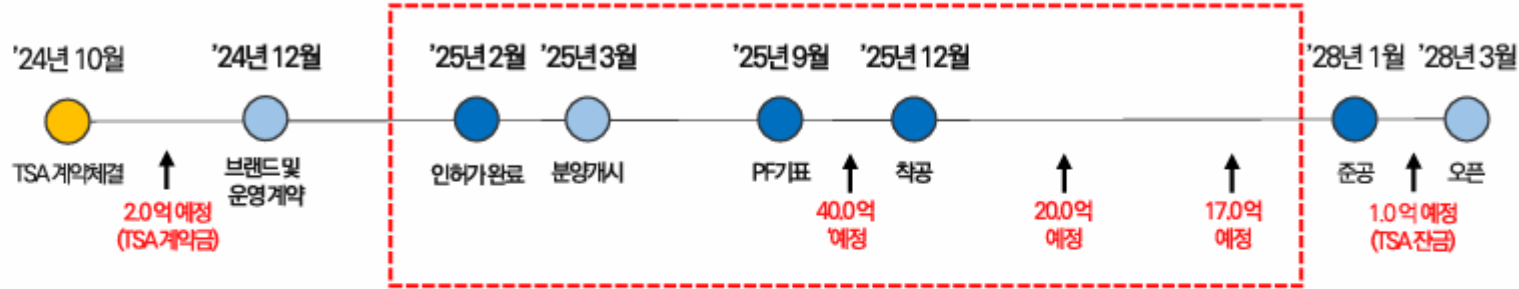 '24년 10월
'24년 12월
'25년 2월
'25년 3월
'25년 9월
'25년 12월
'28년 1월
'28년 3월
TSA 계약체결
브랜드 및
운영 계약
인허가 완료
분양개시
PF기표
착공
준공
오픈
2.0억 예정
(TSA 계약금)
40.0억
'예정
20.0억
예정
17.0억
예정
1.0억 예정
(TSA 잔금)